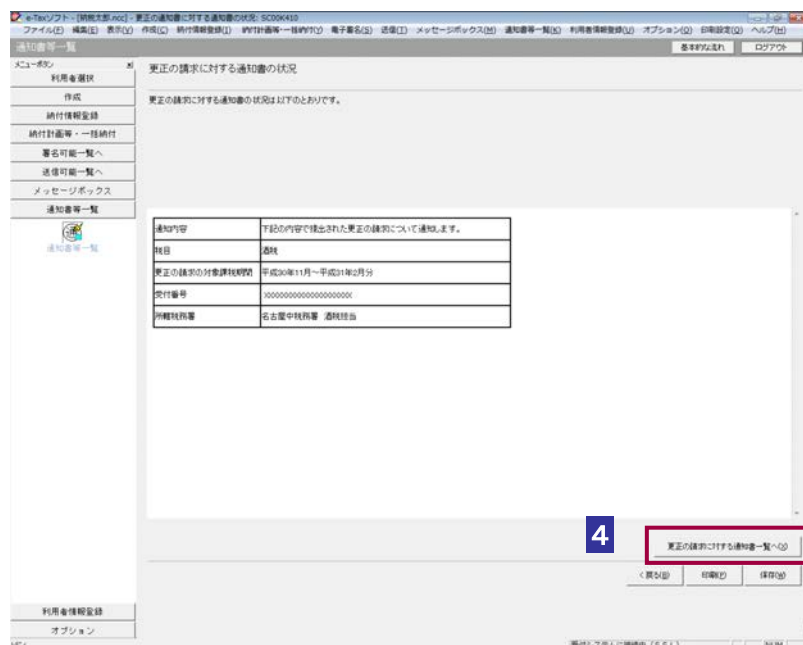 e-Taxソフト - [納税太郎.ncc] - 更正の通知書に対する通知書の状況: SC00K410
ファイル(F) 編集(E) 表示(V) 作成(C) 納付情報登録(I) 納付計画等・一括納付(Y) 電子署名(S) 送信(T) メッセージボックス(M) 通知書等一覧(K) 利用者情報登録(U) オプション(O) 印刷設定(Q) ヘルプ(H)
通知書等一覧
基本的な流れ
ログアウト
メニューボタン
利用者選択
作成
納付情報登録
納付計画等・一括納付
署名可能一覧へ
送信可能一覧へ
メッセージボックス
通知書等一覧
通知書等一覧
利用者情報登録
オプション
更正の請求に対する通知書の状況
更正の請求に対する通知書の状況は以下のとおりです。
通知内容 下記の内容で提出された更正の請求について通知します。
税目 酒税
更正の請求の対象課税期間 平成30年11月～平成31年2月分
受付番号
所轄税務署 名古屋中税務署 酒税担当
4
更正の請求に対する通知書一覧へ(X)
< 戻る(B)
印刷(P)
保存(W)
受付システムに接続中 (SSL)
NUM